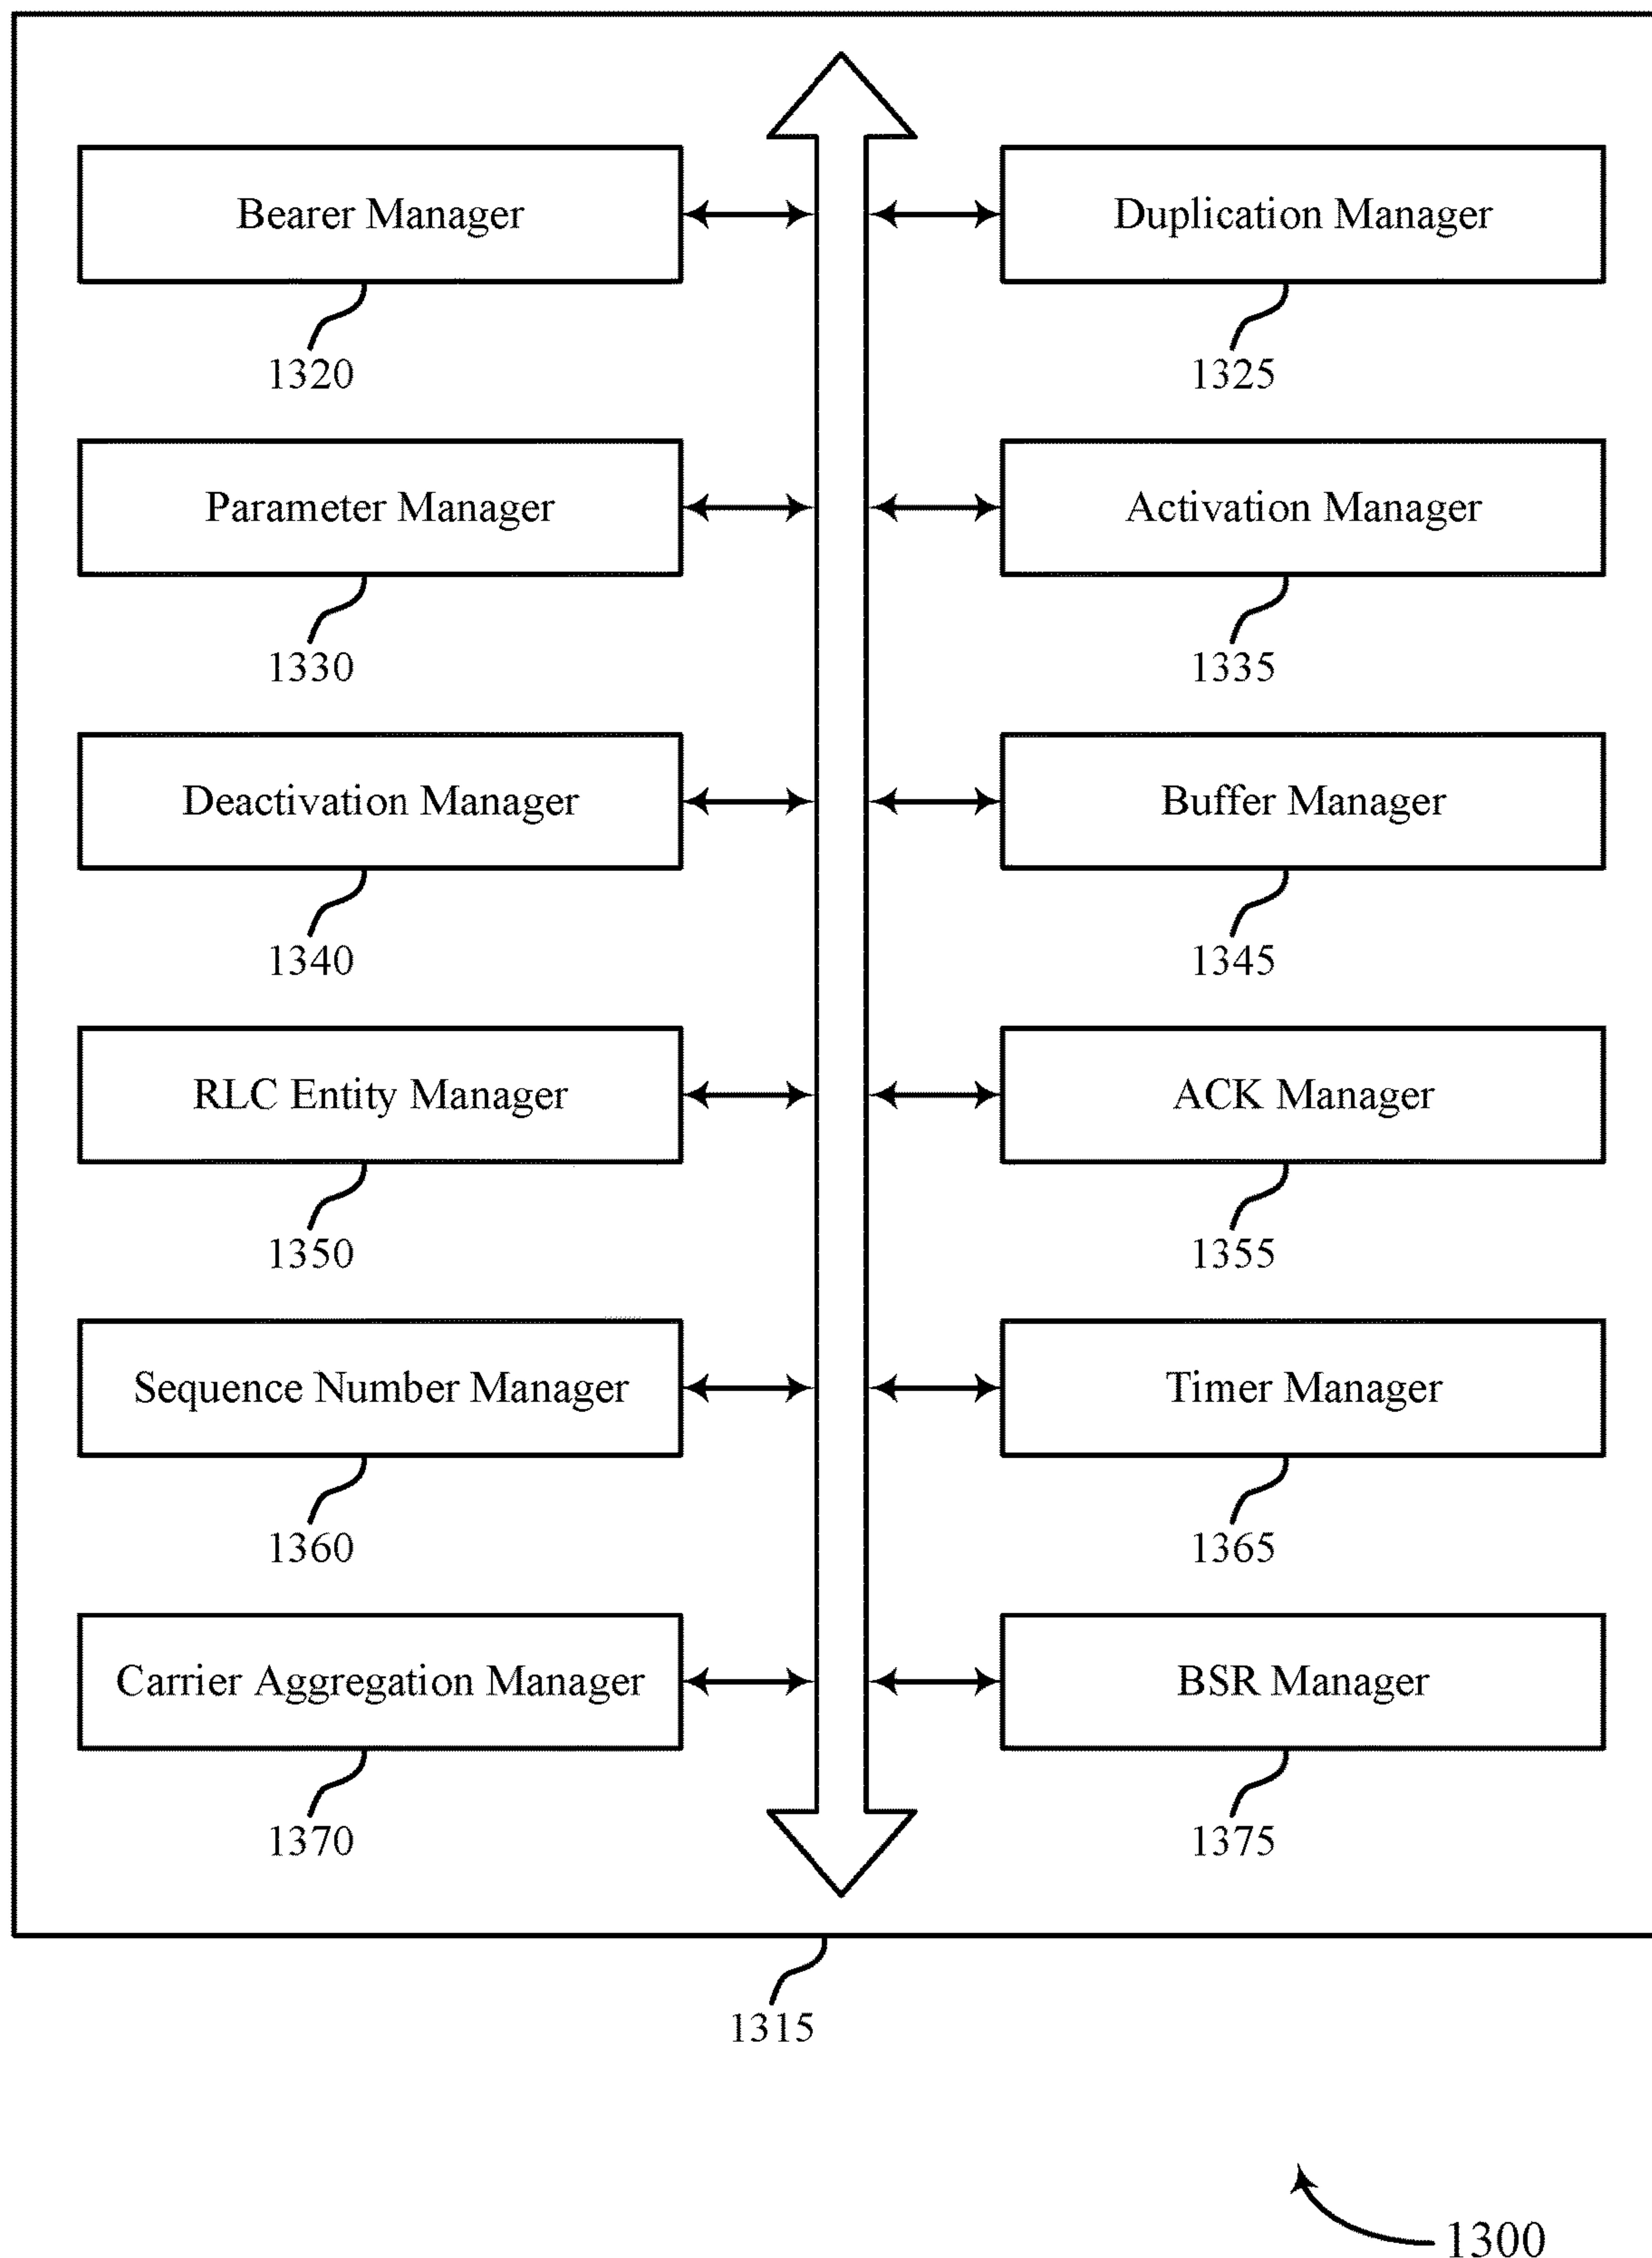 Bearer Manager
Duplication Manager
1320
1325
Parameter Manager
Activation Manager
1330
1335
Deactivation Manager
Buffer Manager
1340
1345
RLC Entity Manager
ACK Manager
1350
1355
Sequence Number Manager
Timer Manager
1360
1365
Carrier Aggregation Manager
BSR Manager
1370
1375
1315
1300